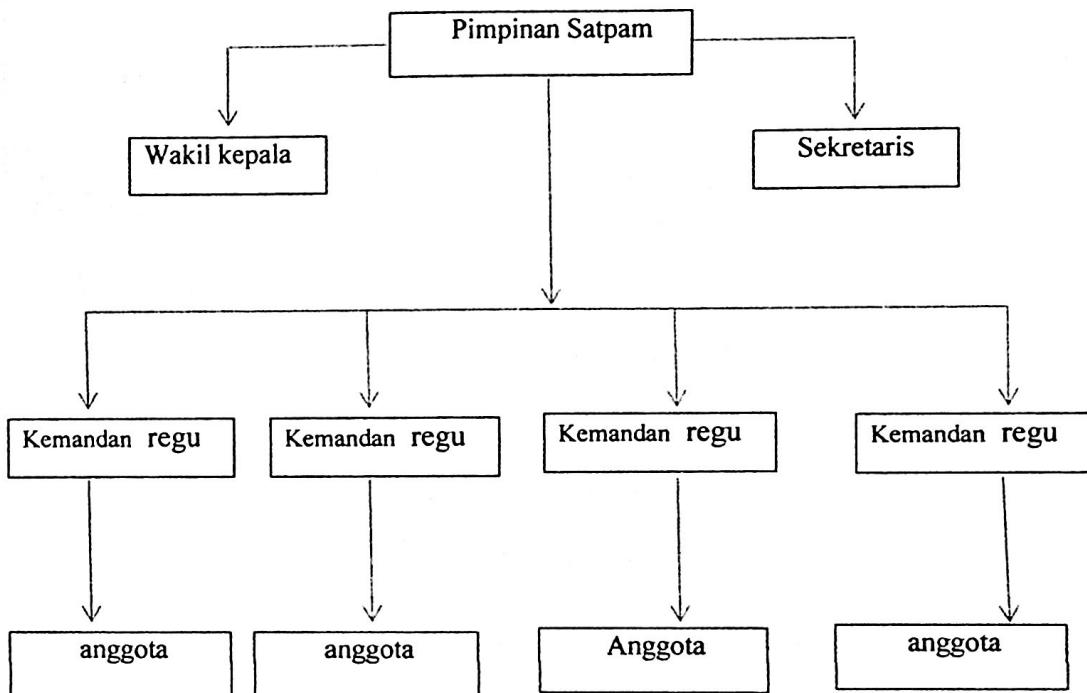 Pimpinan Satpam
Wakil kepala
Sekretaris
Kemandan regu
Kemandan regu
Kemandan regu
Kemandan regu
anggota
anggota
Anggota
anggota